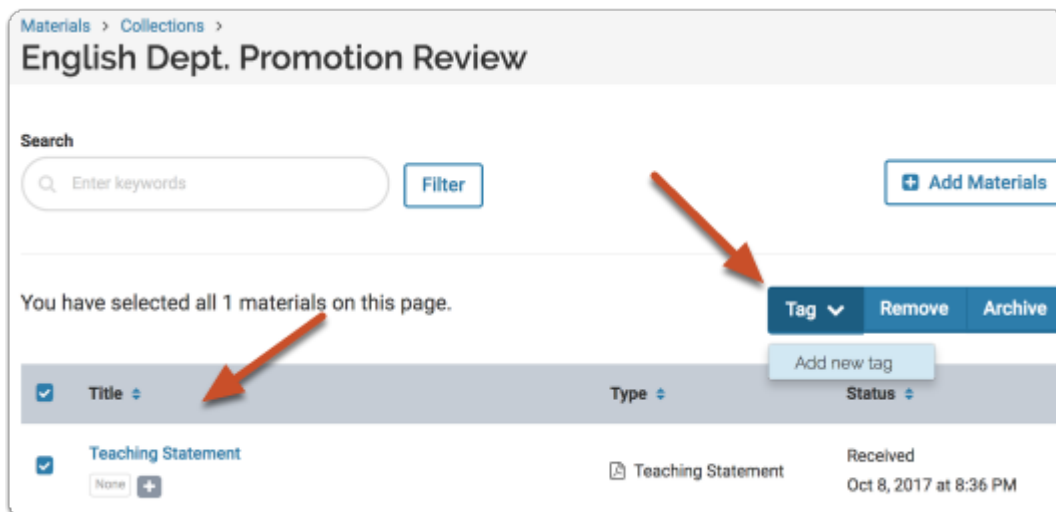 Materials > Collections >
English Dept. Promotion Review
Search
Enter keywords
Filter
Add Materials
You have selected all 1 materials on this page.
Tag
Remove
Archive
Add new tag
Title
Type
Status
Teaching Statement
None
Teaching Statement
Received
Oct 8, 2017 at 8:36 PM